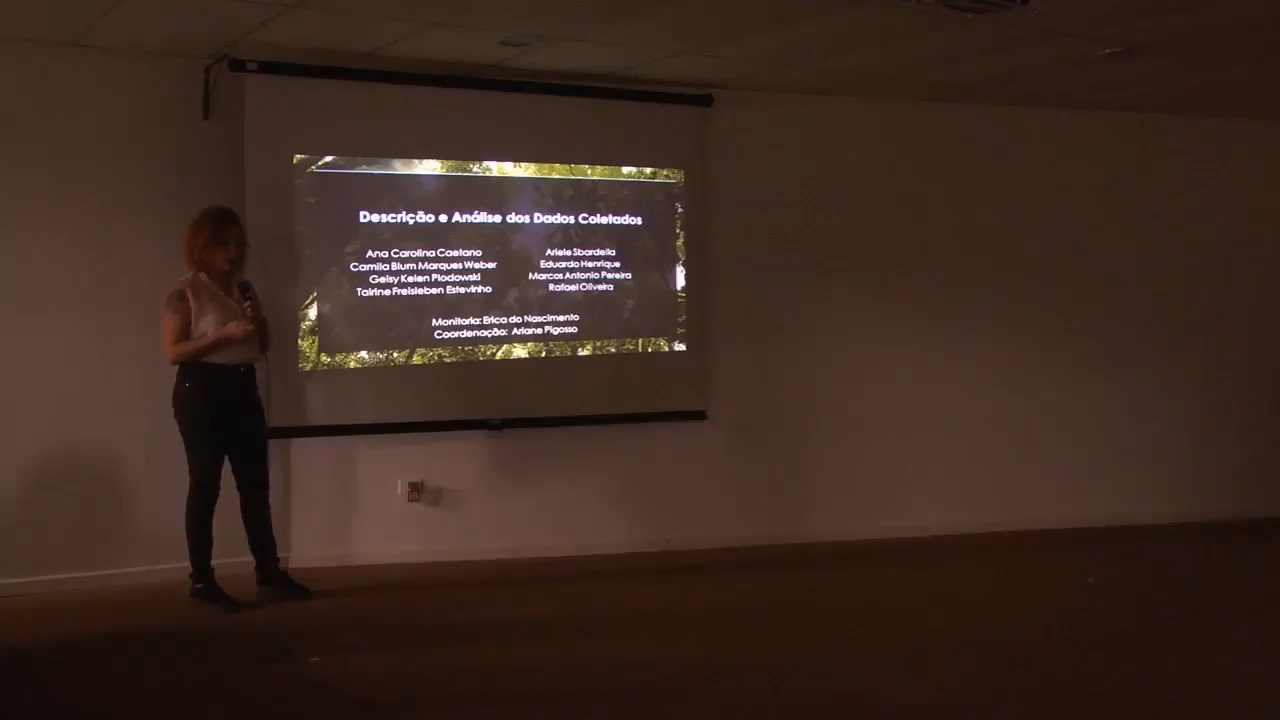 Descrição e Análise dos Dados Coletados
Ana Carolina Caetano
Camila Blum Marques Weber
Geisy Kelen Plodowski
Tairine Freisleben Estevinho
Ariele Sbardella
Eduardo Henrique
Marcos Antonio Pereira
Rafael Oliveira
Monitoria: Erica do Nascimento
Coordenação: Ariane Pigosso